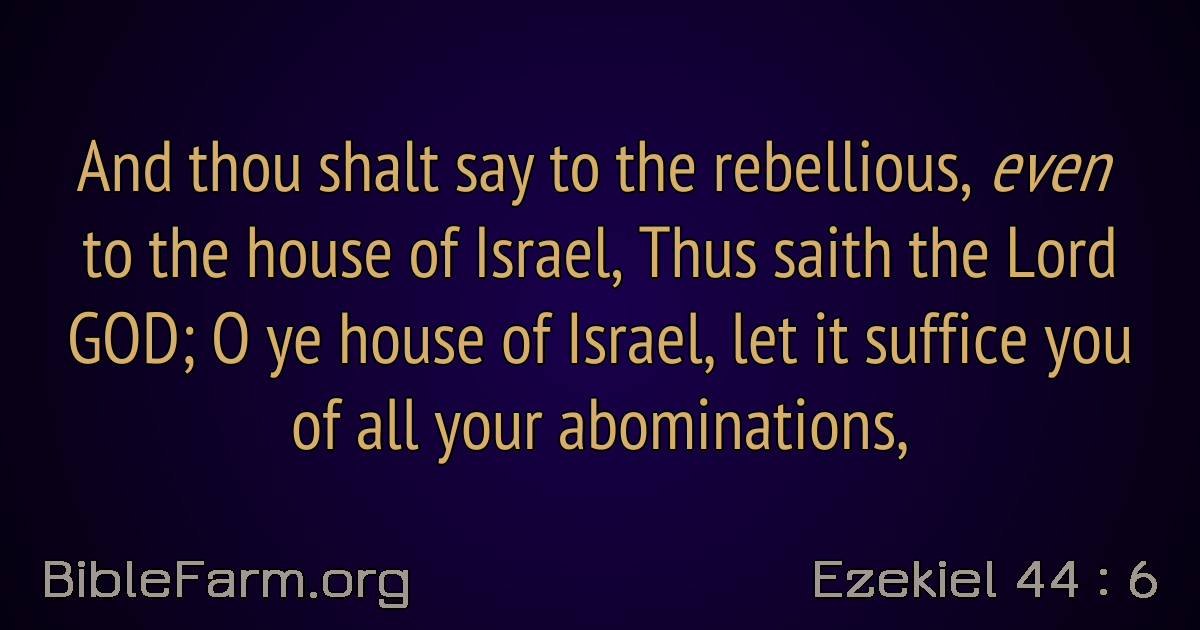 And thou shalt say to the rebellious, even
to the house of Israel, Thus saith the Lord
GOD; O ye house of Israel, let it suffice you
of all your abominations,
BibleFarm.org
Ezekiel 44 : 6